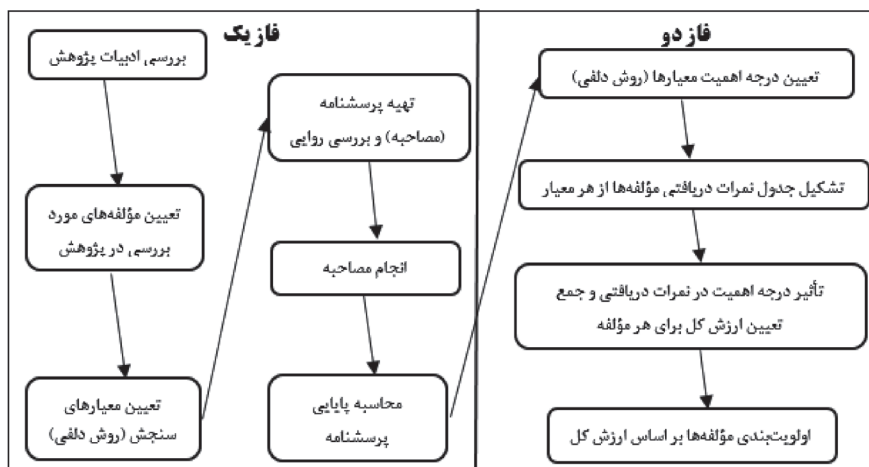 فاز یک
بررسی ادبیات پژوهش
تعیین مؤلفه‌های مورد
بررسی در پژوهش
تعیین معیارهای
سنجش (روش دلفی)
تهیه پرسشنامه
(مصاحبه) و بررسی روایی
انجام مصاحبه
محاسبه پایایی
پرسشنامه
فاز دو
تعیین درجه اهمیت معیارها (روش دلفی)
تشکیل جدول نمرات دریافتی مؤلفه‌ها از هر معیار
تأثیر درجه اهمیت در نمرات دریافتی و جمع
تعیین ارزش کل برای هر مؤلفه
اولویت‌بندی مؤلفه‌ها بر اساس ارزش کل